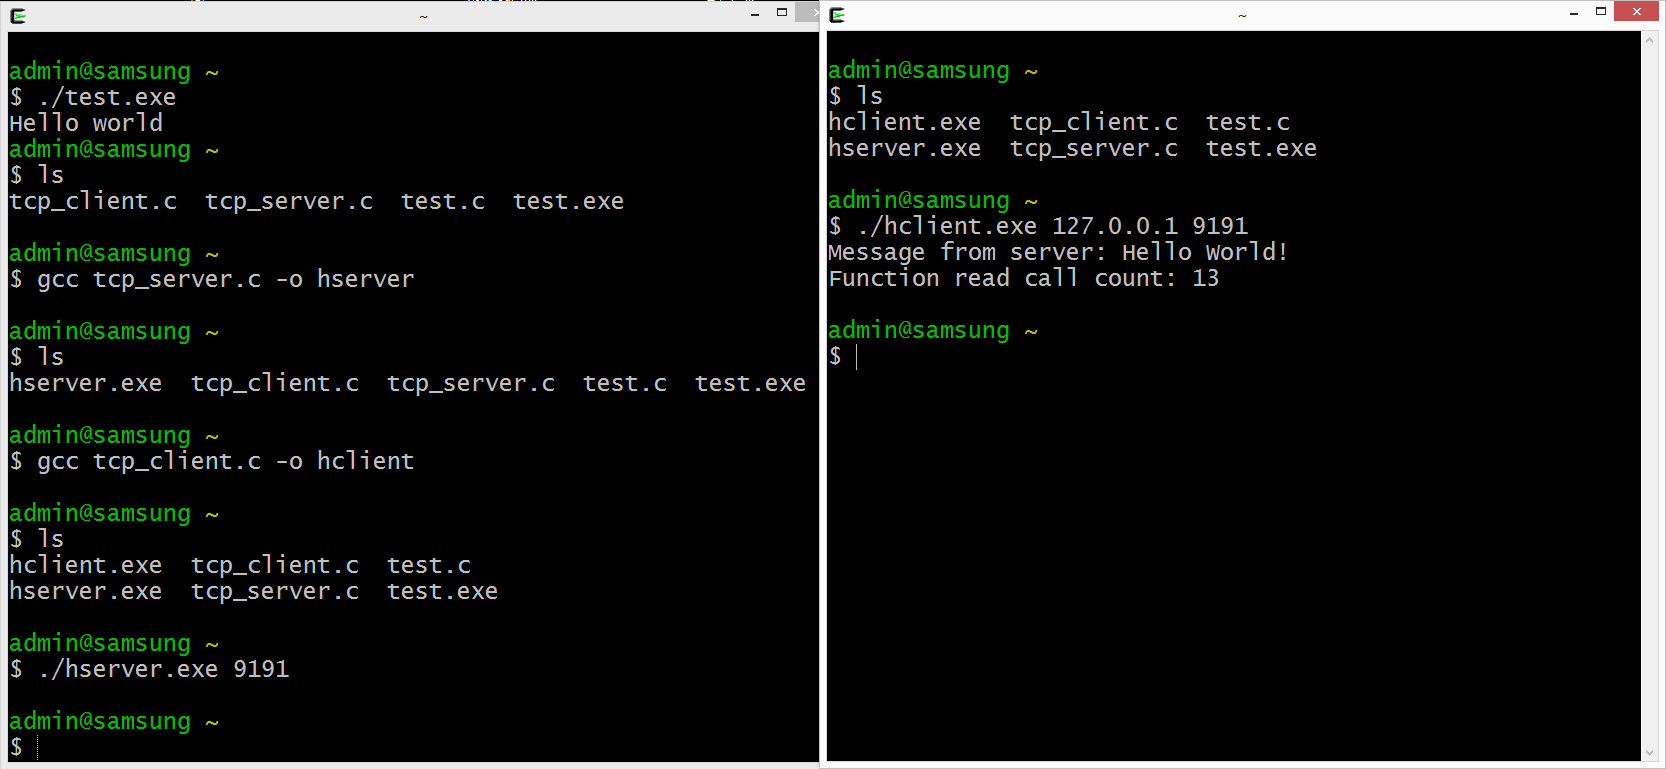 ~
admin@samsung ~
$ ./test.exe
Hello world
admin@samsung ~
$ ls
tcp_client.c  tcp_server.c  test.c  test.exe
admin@samsung ~
$ gcc tcp_server.c -o hserver
admin@samsung ~
$ ls
hserver.exe  tcp_client.c  tcp_server.c  test.c  test.exe
admin@samsung ~
$ gcc tcp_client.c -o hclient
admin@samsung ~
$ ls
hclient.exe  tcp_client.c  test.c
hserver.exe  tcp_server.c  test.exe
admin@samsung ~
$ ./hserver.exe 9191
admin@samsung ~
$
~
admin@samsung ~
$ ls
hclient.exe  tcp_client.c  test.c
hserver.exe  tcp_server.c  test.exe
admin@samsung ~
$ ./hclient.exe 127.0.0.1 9191
Message from server: Hello World!
Function read call count: 13
admin@samsung ~
$